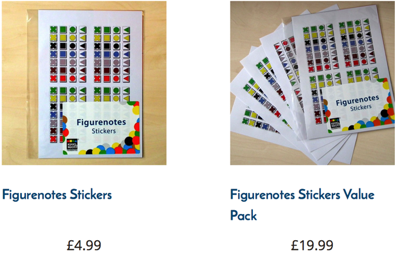 Figurenotes
Stickers
Figurenotes
Stickers
Figurenotes Stickers
Figurenotes Stickers Value
Pack
£4.99
£19.99